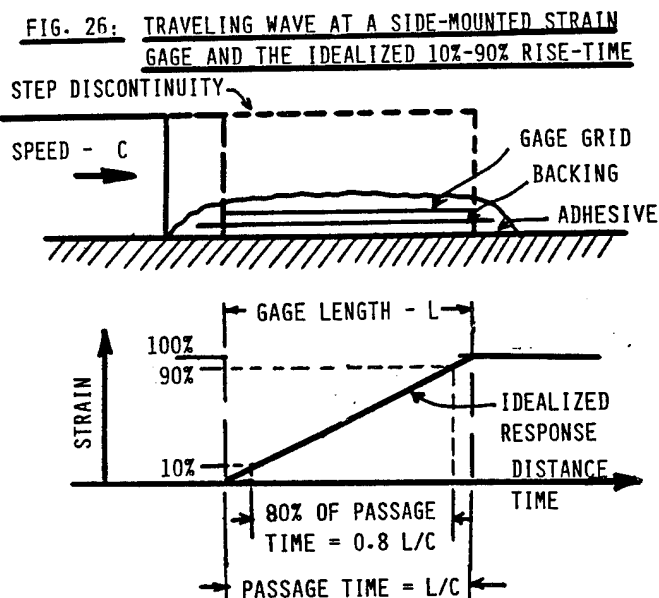 FIG. 26: TRAVELING WAVE AT A SIDE-MOUNTED STRAIN
GAGE AND THE IDEALIZED 10%-90% RISE-TIME
STEP DISCONTINUITY
SPEED - C
GAGE GRID
BACKING
ADHESIVE
GAGE LENGTH - L
100%
90%
STRAIN
IDEALIZED
RESPONSE
10%
DISTANCE
TIME
80% OF PASSAGE
TIME = 0.8 L/C
PASSAGE TIME = L/C